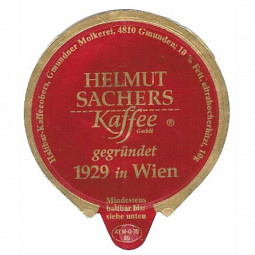 Haltbar-Kaffeeobers, Gmundner Molkerei, 4810 Gmunden, 10 % Fett, ultrahocherhitzt, 10g
HELMUT
SACHERS
Kaffee ®
GmbH
gegründet
1929 in Wien
Mindestens
haltbar bis:
siehe unten